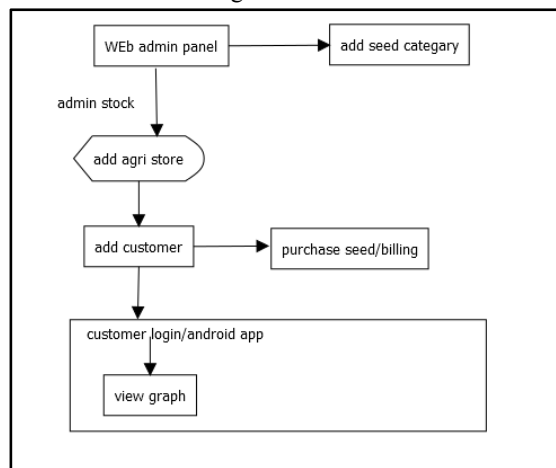 WEb admin panel
add seed categary
admin stock
add agri store
add customer
purchase seed/billing
customer login/android app
view graph